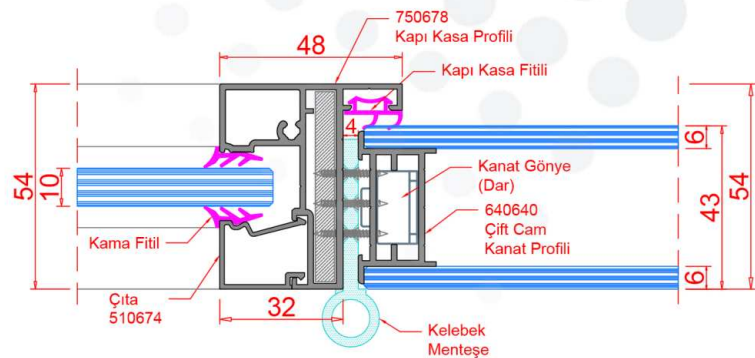 750678
Kapı Kasa Profili
48
Kapı Kasa Fitili
4
6
54
10
Kanat Gönye
(Dar)
43
54
640640
Çift Cam
Kanat Profili
Kama Fitil
6
Çıta
510674
32
Kelebek
Menteşe